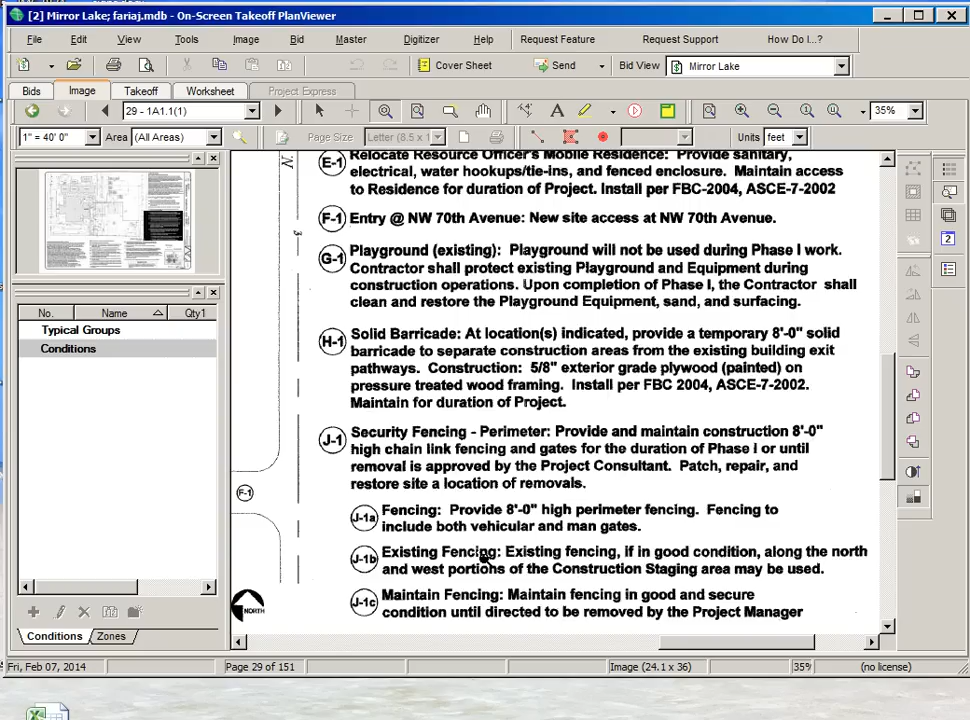 [2] Mirror Lake; fariaj.mdb - On-Screen Takeoff PlanViewer
File Edit View Tools Image Bid Master Digitizer Help Request Feature Request Support How Do I...?
Cover Sheet Send Bid View Mirror Lake
Bids Image Takeoff Worksheet Project Express
29 - 1A1.1(1) 35%
1" = 40' 0" Area (All Areas) Page Size Letter (8.5 x 1 Units feet
No. Name Qty1
Typical Groups
Conditions
Conditions Zones
N
3
F-1
NORTH
E-1 Relocate Resource Officer's Mobile Residence: Provide sanitary,
electrical, water hookups/tie-ins, and fenced enclosure. Maintain access
to Residence for duration of Project. Install per FBC-2004, ASCE-7-2002
F-1 Entry @ NW 70th Avenue: New site access at NW 70th Avenue.
G-1 Playground (existing): Playground will not be used during Phase I work.
Contractor shall protect existing Playground and Equipment during
construction operations. Upon completion of Phase I, the Contractor shall
clean and restore the Playground Equipment, sand, and surfacing.
H-1 Solid Barricade: At location(s) indicated, provide a temporary 8'-0" solid
barricade to separate construction areas from the existing building exit
pathways. Construction: 5/8" exterior grade plywood (painted) on
pressure treated wood framing. Install per FBC 2004, ASCE-7-2002.
Maintain for duration of Project.
J-1 Security Fencing - Perimeter: Provide and maintain construction 8'-0"
high chain link fencing and gates for the duration of Phase I or until
removal is approved by the Project Consultant. Patch, repair, and
restore site a location of removals.
J-1a Fencing: Provide 8'-0" high perimeter fencing. Fencing to
include both vehicular and man gates.
J-1b Existing Fencing: Existing fencing, if in good condition, along the north
and west portions of the Construction Staging area may be used.
J-1c Maintain Fencing: Maintain fencing in good and secure
condition until directed to be removed by the Project Manager
2
Fri, Feb 07, 2014 Page 29 of 151 Image (24.1 x 36) 35% (no license)